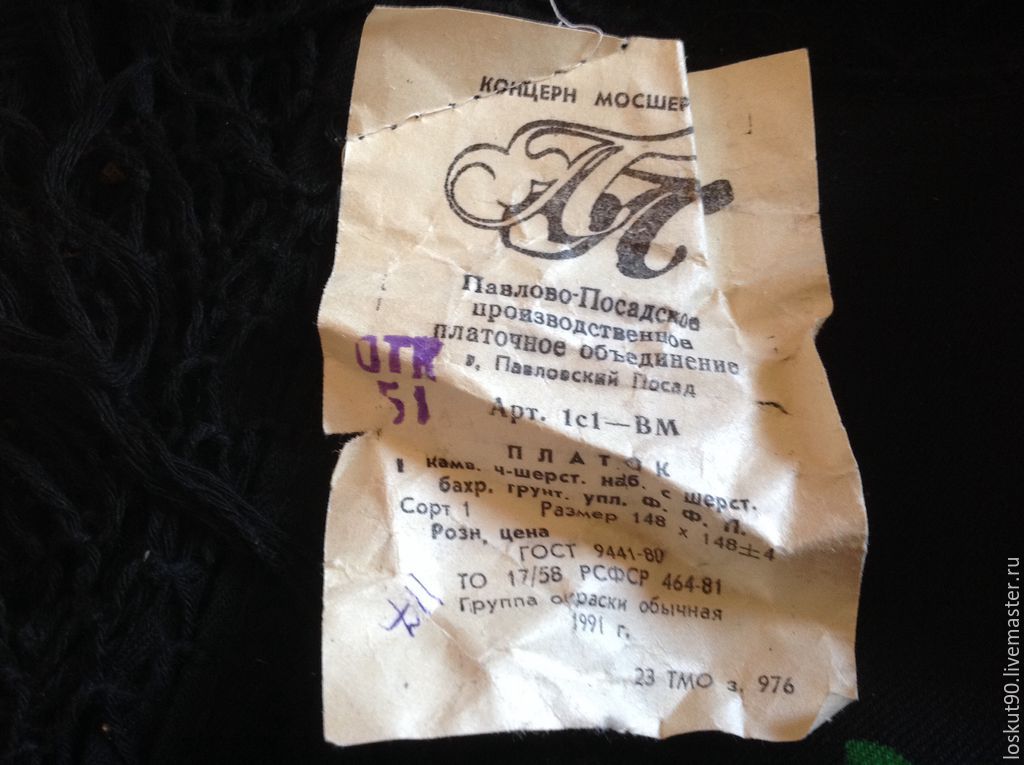 КОНЦЕРН МОСШЕР
ПП
Павлово-Посадское
производственное
платочное объединение
г. Павловский Посад
ОТК
51
Арт. 1с1—ВМ
ПЛАТОК
камв. ч-шерст. наб. с шерст.
бахр. грунт. упл. Ф. Ф. П.
Сорт 1 Размер 148 х 148±4
Розн. цена
ГОСТ 9441-80
ТО 17/58 РСФСР 464-81
Группа окраски обычная
1991 г.
23 ТМО з. 976
loskut90.livemaster.ru